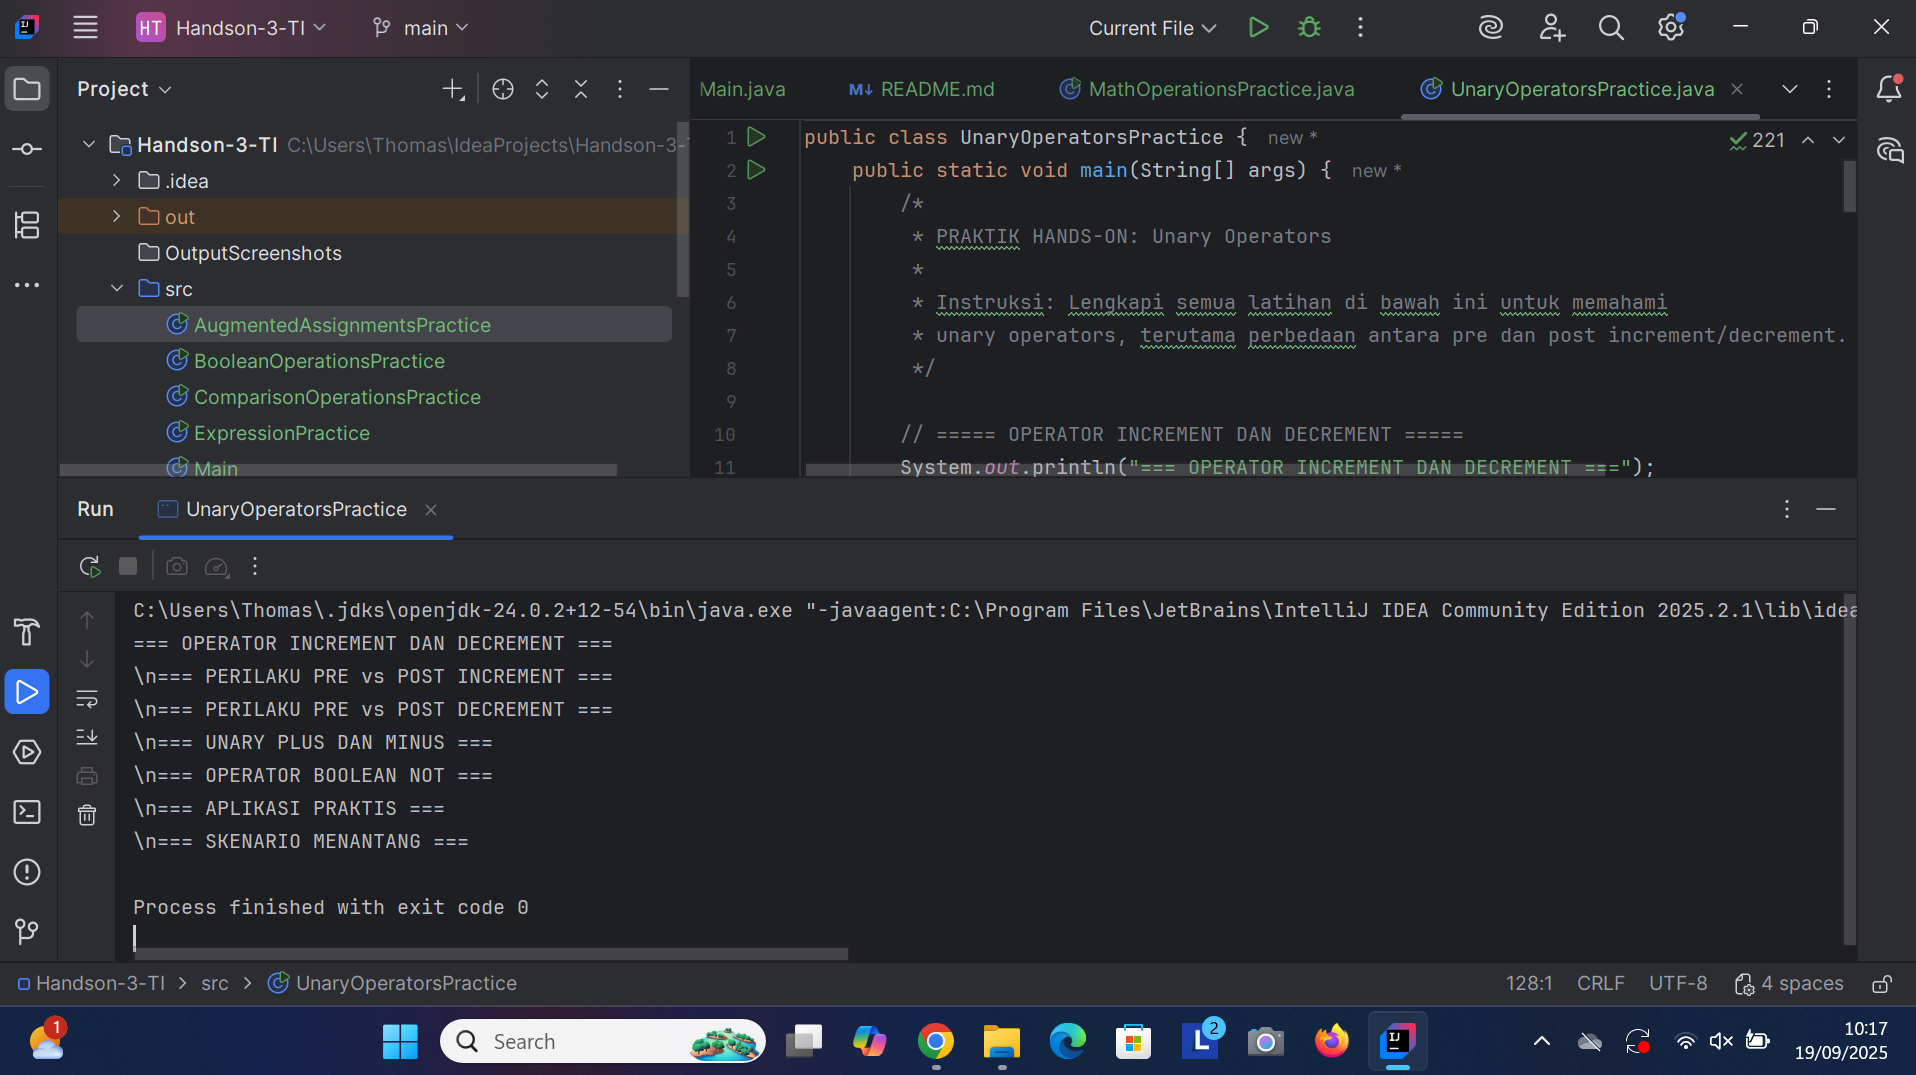 HT Handson-3-TI main Current File
Project
Main.java README.md MathOperationsPractice.java UnaryOperatorsPractice.java
Handson-3-TI C:\Users\Thomas\IdeaProjects\Handson-3-
.idea
out
OutputScreenshots
src
AugmentedAssignmentsPractice
BooleanOperationsPractice
ComparisonOperationsPractice
ExpressionPractice
Main
221
1 public class UnaryOperatorsPractice { new *
2 public static void main(String[] args) { new *
3 /*
4 * PRAKTIK HANDS-ON: Unary Operators
5 *
6 * Instruksi: Lengkapi semua latihan di bawah ini untuk memahami
7 * unary operators, terutama perbedaan antara pre dan post increment/decrement.
8 */
9
10 // ===== OPERATOR INCREMENT DAN DECREMENT =====
11 System.out.println("=== OPERATOR INCREMENT DAN DECREMENT ===");
Run UnaryOperatorsPractice
C:\Users\Thomas\.jdks\openjdk-24.0.2+12-54\bin\java.exe "-javaagent:C:\Program Files\JetBrains\IntelliJ IDEA Community Edition 2025.2.1\lib\idea
=== OPERATOR INCREMENT DAN DECREMENT ===
\n=== PERILAKU PRE vs POST INCREMENT ===
\n=== PERILAKU PRE vs POST DECREMENT ===
\n=== UNARY PLUS DAN MINUS ===
\n=== OPERATOR BOOLEAN NOT ===
\n=== APLIKASI PRAKTIS ===
\n=== SKENARIO MENANTANG ===
Process finished with exit code 0
Handson-3-TI > src > UnaryOperatorsPractice 128:1 CRLF UTF-8 4 spaces
1 Search L 2 IJ
10:17
19/09/2025